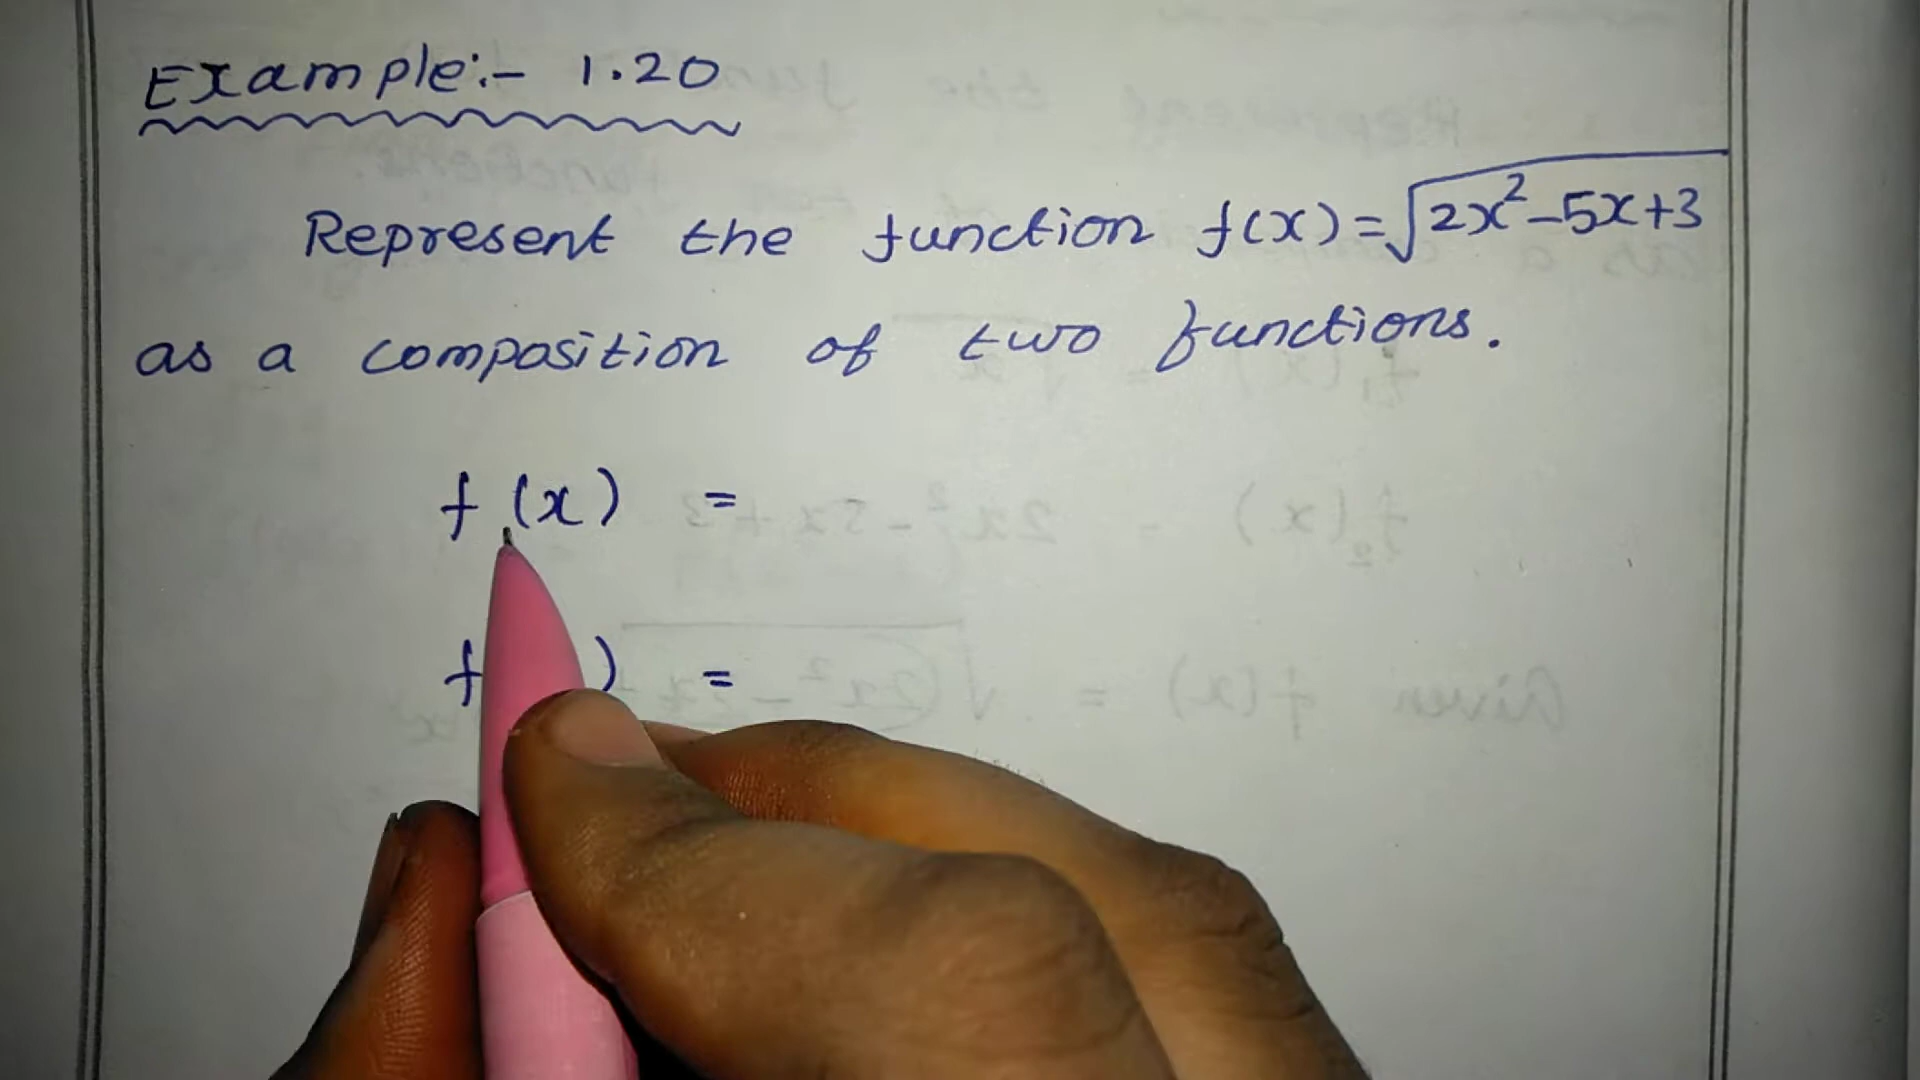 Example:- 1.20
Represent the function f(x)=√2x²-5x+3
as a composition of two functions.
f (x) =
f ) =